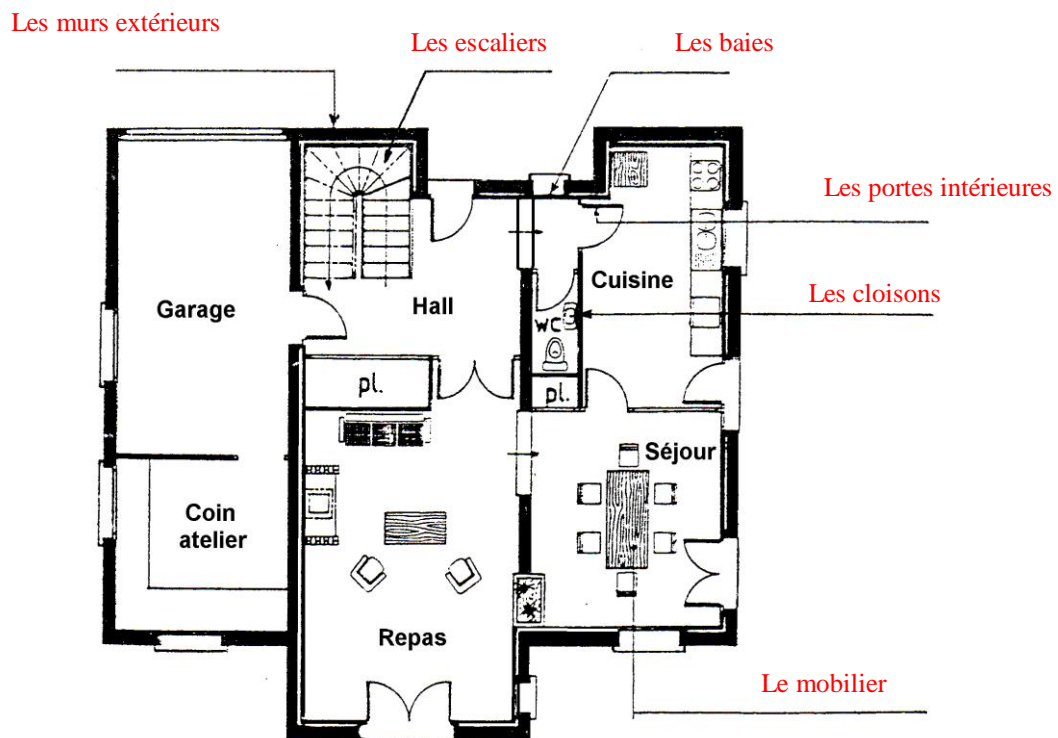 Les murs extérieurs
Les escaliers
Les baies
Les portes intérieures
Cuisine
Les cloisons
Garage
Hall
WC
pl.
pl.
Séjour
Coin
atelier
Repas
Le mobilier